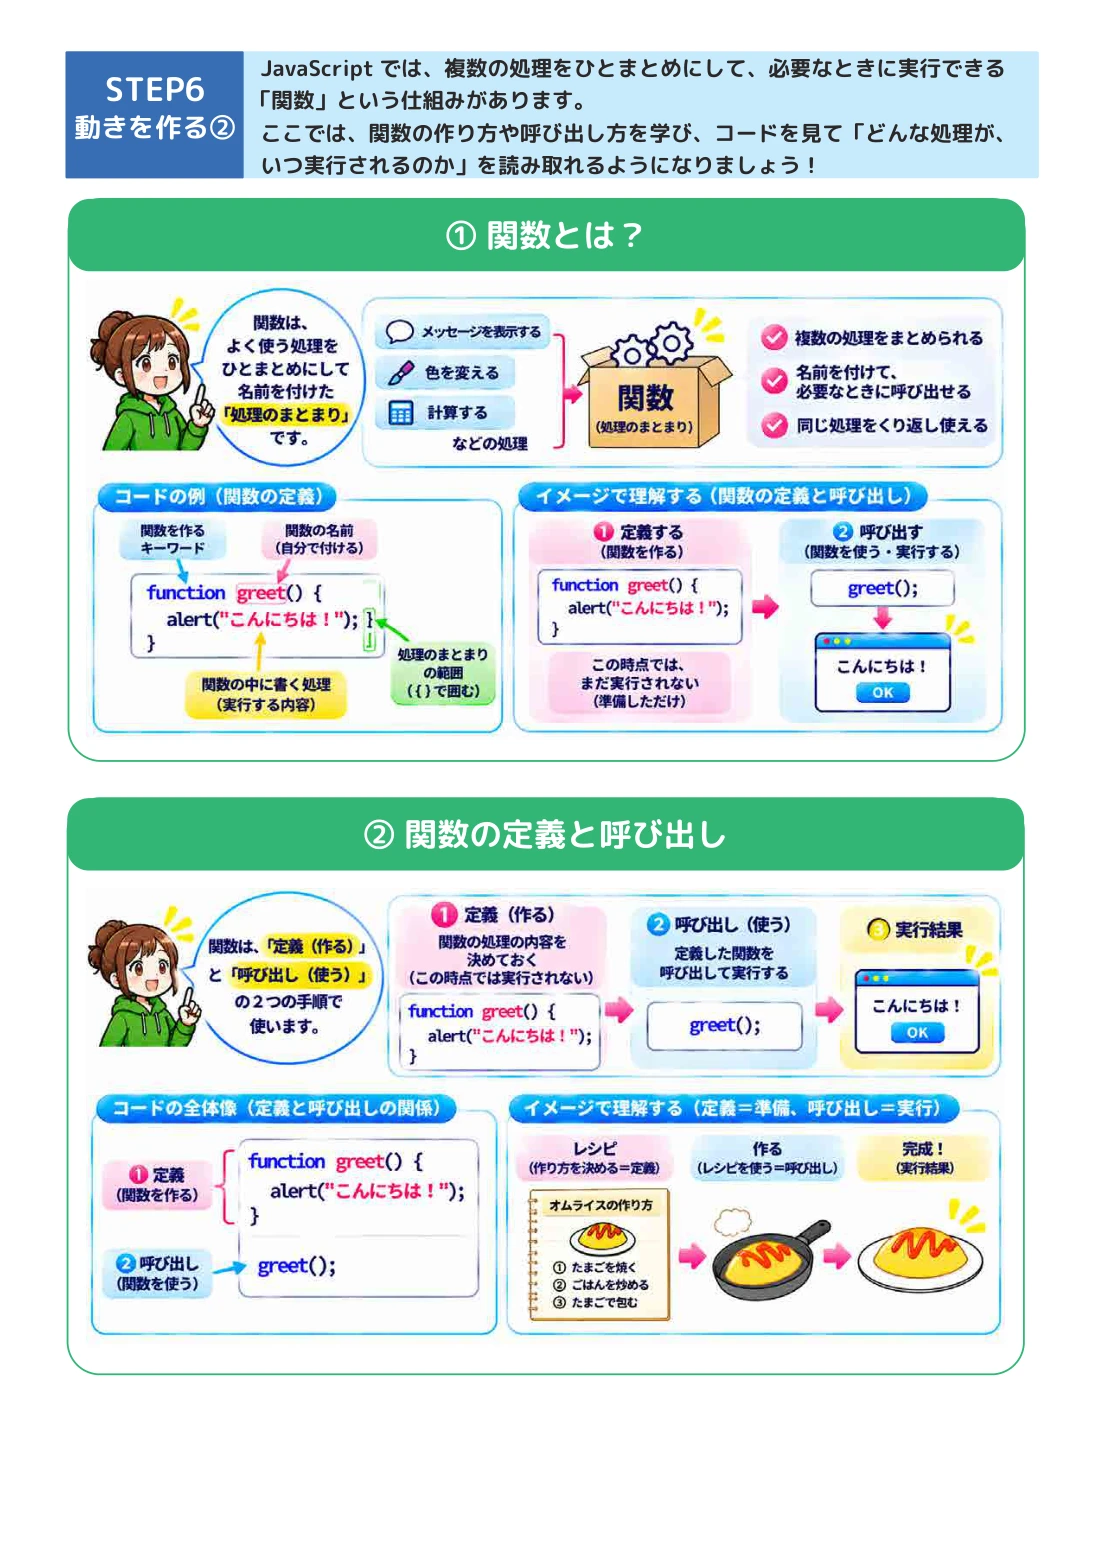 STEP6
動きを作る②
JavaScript では、複数の処理をひとまとめにして、必要なときに実行できる
「関数」という仕組みがあります。
ここでは、関数の作り方や呼び出し方を学び、コードを見て「どんな処理が、
いつ実行されるのか」を読み取れるようになりましょう！
① 関数とは？
関数は、
よく使う処理を
ひとまとめにして
名前を付けた
「処理のまとまり」
です。
メッセージを表示する
色を変える
計算する
などの処理
関数
（処理のまとまり）
複数の処理をまとめられる
名前を付けて、
必要なときに呼び出せる
同じ処理をくり返し使える
コードの例（関数の定義）
関数を作る
キーワード
関数の名前
（自分で付ける）
function greet() {
alert("こんにちは！"); }
}
関数の中に書く処理
（実行する内容）
処理のまとまり
の範囲
（{ }で囲む）
イメージで理解する（関数の定義と呼び出し）
1 定義する
（関数を作る）
function greet() {
alert("こんにちは！");
}
この時点では、
まだ実行されない
（準備しただけ）
2 呼び出す
（関数を使う・実行する）
greet();
こんにちは！
OK
② 関数の定義と呼び出し
関数は、「定義（作る）」
と「呼び出し（使う）」
の２つの手順で
使います。
1 定義（作る）
関数の処理の内容を
決めておく
（この時点では実行されない）
function greet() {
alert("こんにちは！");
}
2 呼び出し（使う）
定義した関数を
呼び出して実行する
greet();
3 実行結果
こんにちは！
OK
コードの全体像（定義と呼び出しの関係）
1 定義
（関数を作る）
function greet() {
alert("こんにちは！");
}
2 呼び出し
（関数を使う）
greet();
イメージで理解する（定義＝準備、呼び出し＝実行）
レシピ
（作り方を決める＝定義）
オムライスの作り方
① たまごを焼く
② ごはんを炒める
③ たまごで包む
作る
（レシピを使う＝呼び出し）
完成！
（実行結果）